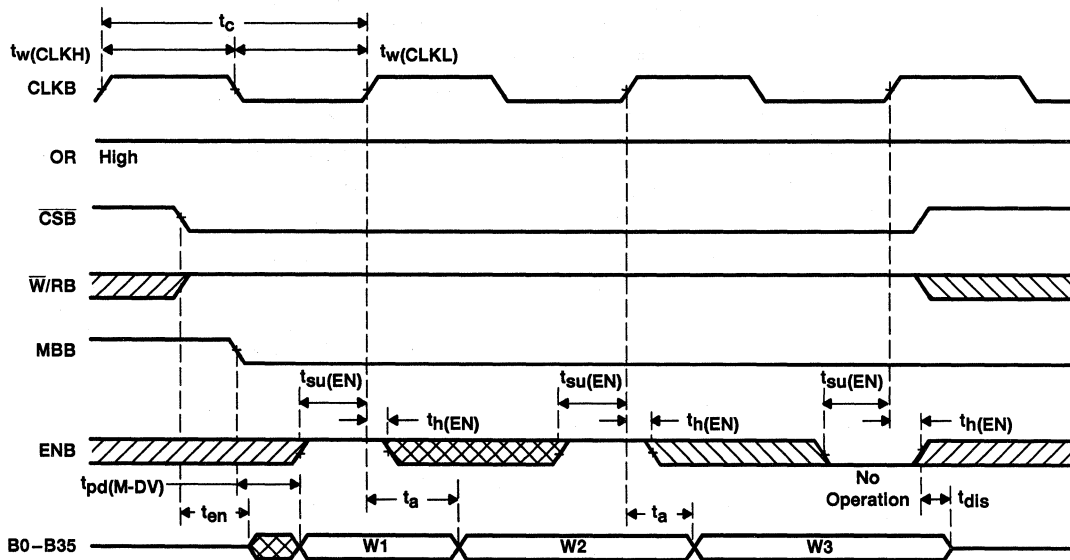 tc
tw(CLKH)
tw(CLKL)
CLKB
OR High
CSB
W/RB
MBB
tsu(EN) tsu(EN) tsu(EN)
th(EN) th(EN) th(EN)
ENB
No
Operation
tpd(M-DV)
ten
ta
ta
tdis
B0–B35
W1
W2
W3